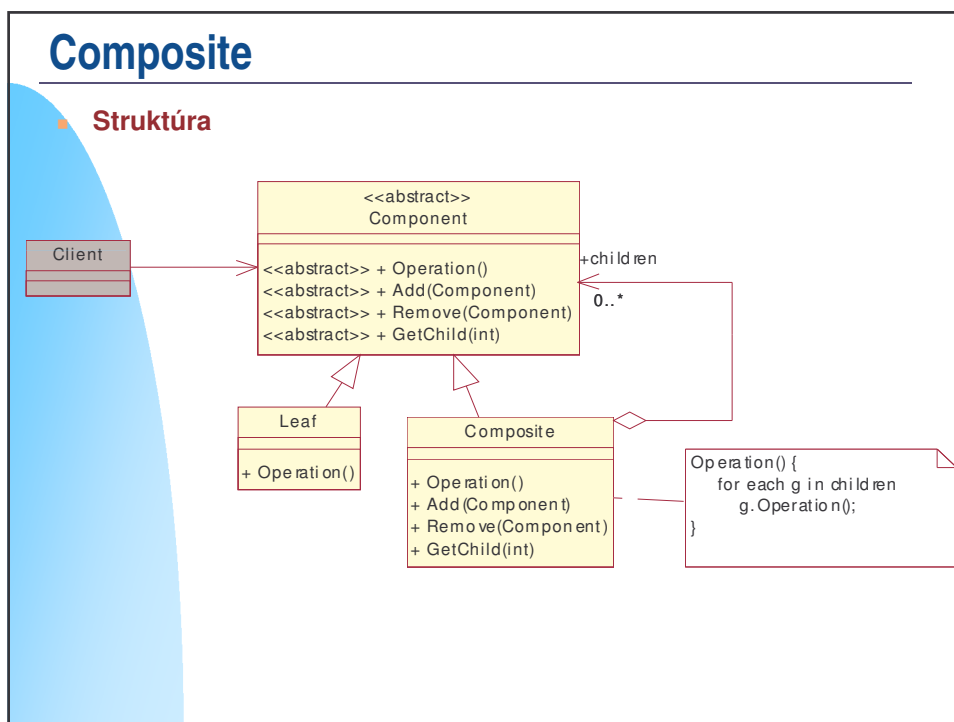 Composite
Struktúra
<<abstract>>
Component
<<abstract>> + Operation()
<<abstract>> + Add(Component)
<<abstract>> + Remove(Component)
<<abstract>> + GetChild(int)
Client
+children
0..*
Leaf
+ Operation()
Composite
+ Operation()
+ Add(Component)
+ Remove(Component)
+ GetChild(int)
Operation() {
for each g in children
g.Operation();
}